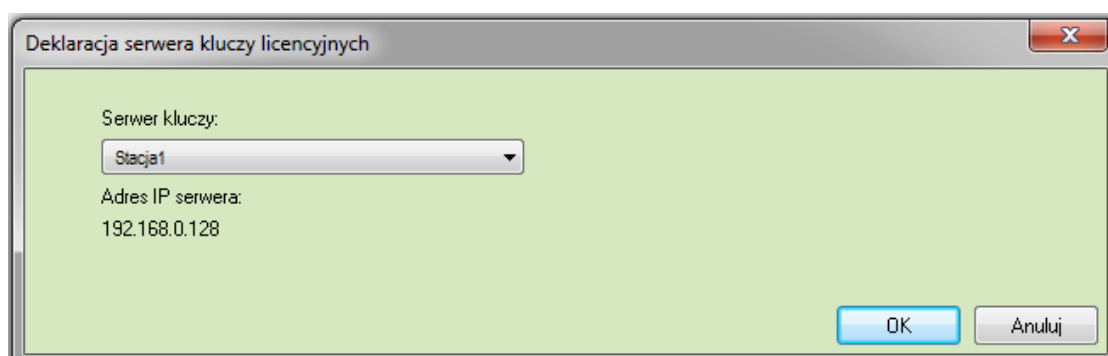 Deklaracja serwera kluczy licencyjnych
Serwer kluczy:
Stacja1
Adres IP serwera:
192.168.0.128
OK Anuluj